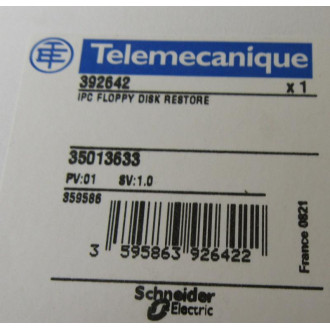 Telemecanique
392642 x 1
IPC FLOPPY DISK RESTORE
35013633
PV:01 SV:1.0
359586
3 595863 926422
France 0821
Schneider
Electric